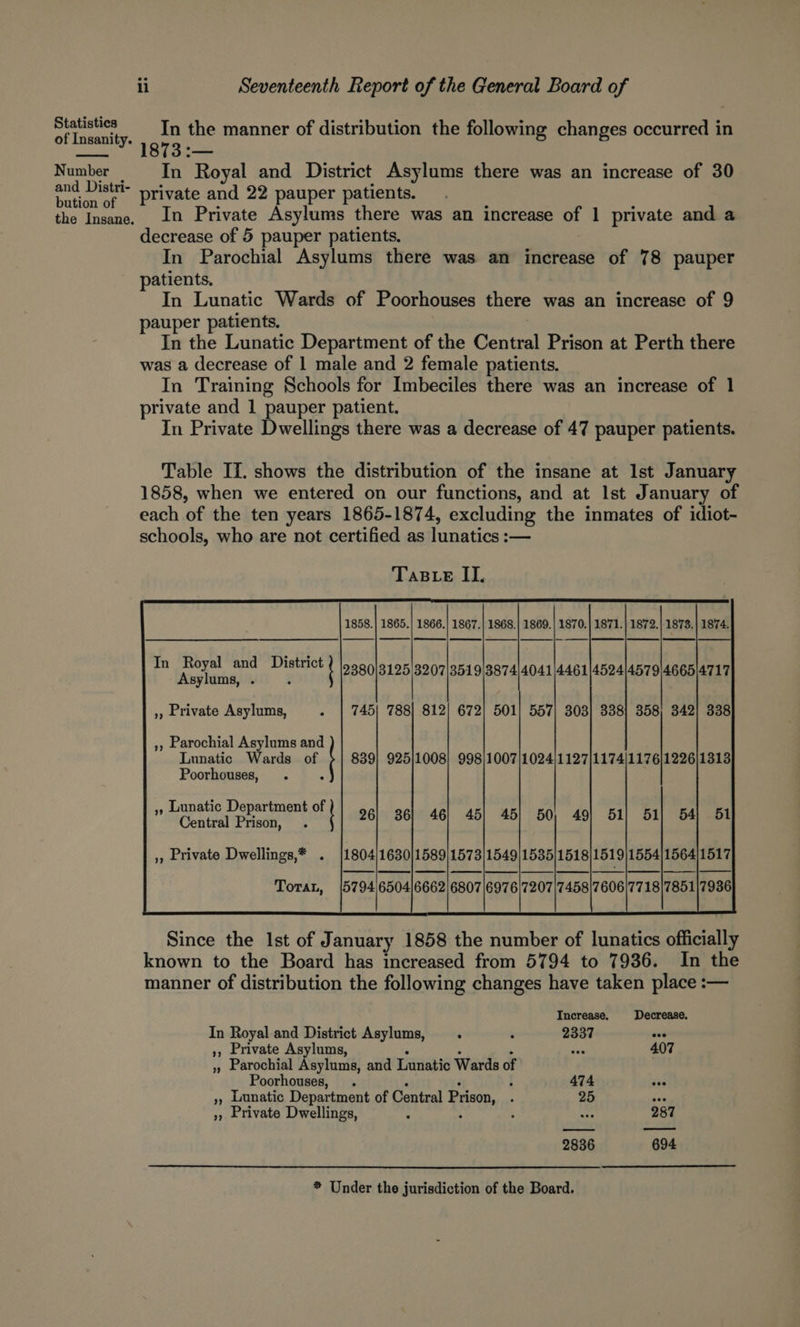 ii Seventeenth Report of the General Board of
Statistics of Insanity.
Number and Distribution of the Insane.
In the manner of distribution the following changes occurred in
1873:—
In Royal and District Asylums there was an increase of 30
private and 22 pauper patients.
In Private Asylums there was an increase of 1 private and a
decrease of 5 pauper patients.
In Parochial Asylums there was an increase of 78 pauper
patients.
In Lunatic Wards of Poorhouses there was an increase of 9
pauper patients.
In the Lunatic Department of the Central Prison at Perth there
was a decrease of 1 male and 2 female patients.
In Training Schools for Imbeciles there was an increase of 1
private and 1 pauper patient.
In Private Dwellings there was a decrease of 47 pauper patients.
Table II. shows the distribution of the insane at 1st January
1858, when we entered on our functions, and at 1st January of
each of the ten years 1865-1874, excluding the inmates of idiot-
schools, who are not certified as lunatics:—
TABLE II.
1858. 1865. 1866. 1867. 1868. 1869. 1870. 1871. 1872. 1873. 1874.
In Royal and District
Asylums, . . } 2380 3125 3207 3519 3874 4041 4461 4524 4579 4665 4717
,, Private Asylums, . 745 788 812 672 501 557 303 338 358 342 338
,, Parochial Asylums and
Lunatic Wards of } 839 925 1008 998 1007 1024 1127 1174 1176 1226 1313
Poorhouses, . .
,, Lunatic Department of
Central Prison, . } 26 36 46 45 45 50 49 51 51 54 51
,, Private Dwellings,* . 1804 1630 1589 1573 1549 1535 1518 1519 1554 1564 1517
TOTAL, 5794 6504 6662 6807 6976 7207 7458 7606 7718 7851 7936
Since the 1st of January 1858 the number of lunatics officially
known to the Board has increased from 5794 to 7936. In the
manner of distribution the following changes have taken place:—
Increase. Decrease.
In Royal and District Asylums, . . 2337 ...
,, Private Asylums, . . . ... 407
,, Parochial Asylums, and Lunatic Wards of
Poorhouses, . . . . 474 ...
,, Lunatic Department of Central Prison, . 25 ...
,, Private Dwellings, . . . ... 287
2836 694
* Under the jurisdiction of the Board.